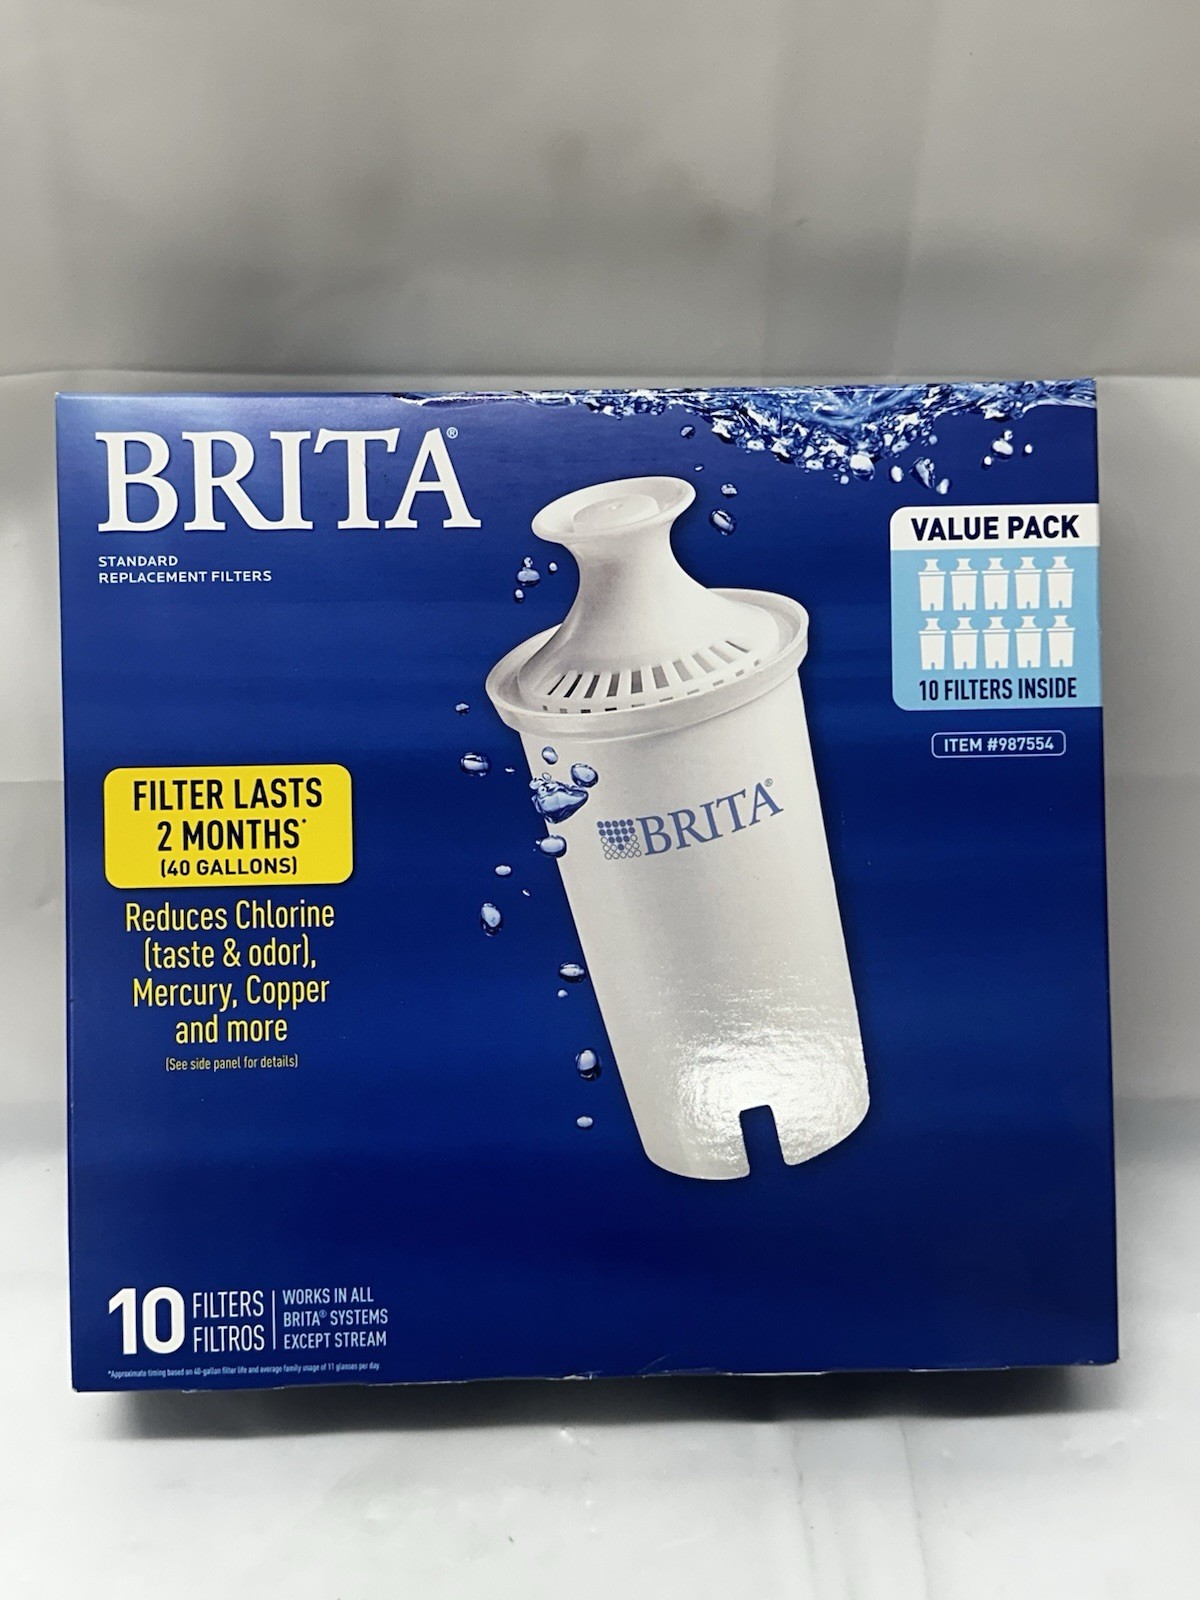 BRITA®
STANDARD
REPLACEMENT FILTERS
VALUE PACK
10 FILTERS INSIDE
ITEM #987554
BRITA®
FILTER LASTS
2 MONTHS*
(40 GALLONS)
Reduces Chlorine
(taste & odor),
Mercury, Copper
and more
(See side panel for details)
10 FILTERS
FILTROS
WORKS IN ALL
BRITA® SYSTEMS
EXCEPT STREAM
*Approximate timing based on 40-gallon filter life and average family usage of 11 glasses per day